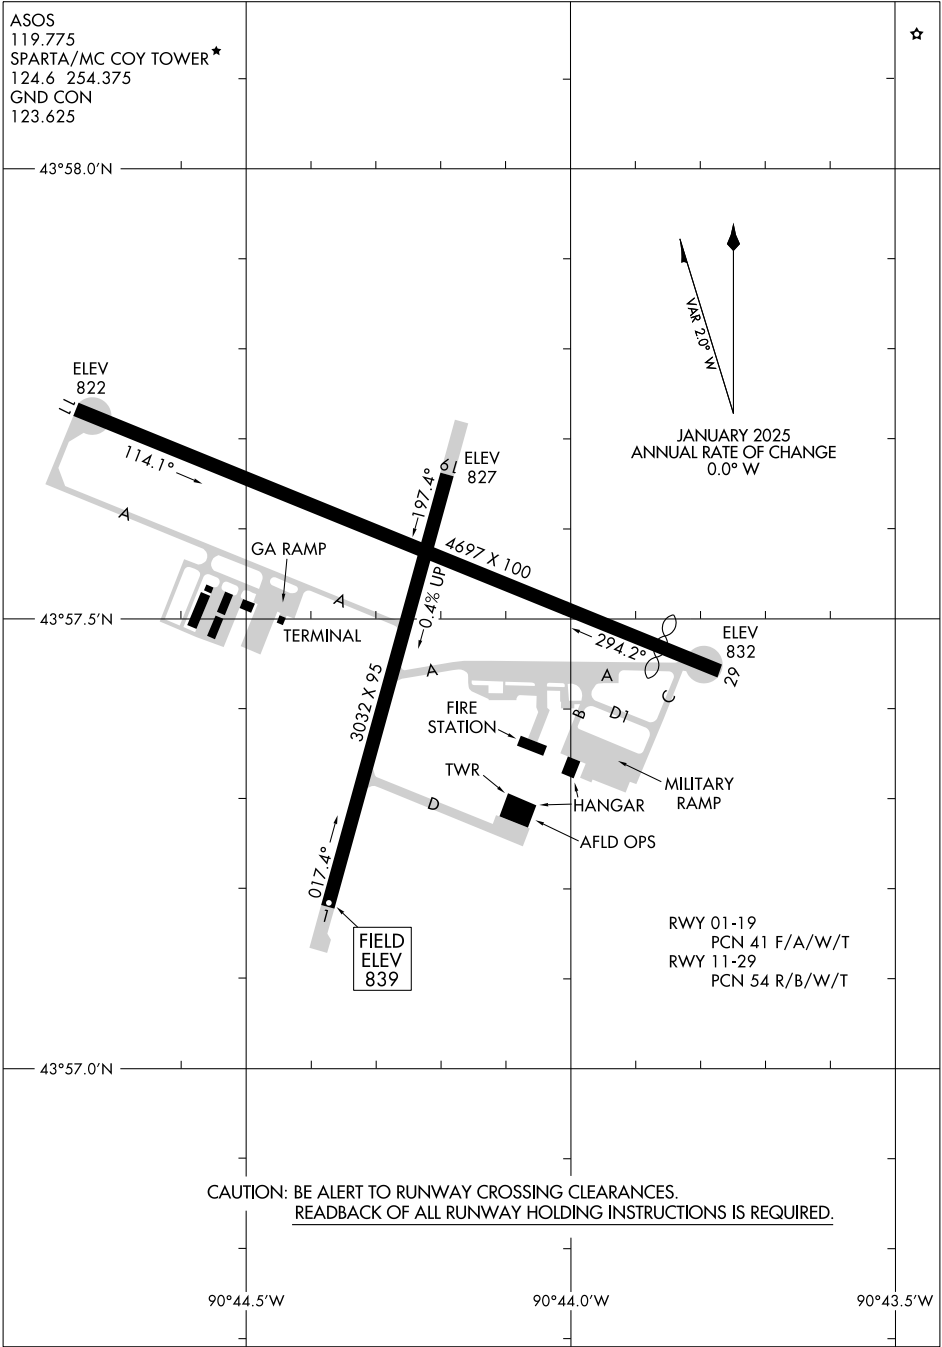 ASOS
119.775
SPARTA/MC COY TOWER★
124.6 254.375
GND CON
123.625
43°58.0'N
VAR 2.0° W
JANUARY 2025
ANNUAL RATE OF CHANGE
0.0° W
ELEV
822
11
114.1°
A
19
ELEV
827
197.4°
4697 X 100
0.4% UP
GA RAMP
A
TERMINAL
43°57.5'N
294.2°
ELEV
832
29
A
A
C
B
D1
3032 X 95
FIRE
STATION
TWR
HANGAR
MILITARY
RAMP
D
AFLD OPS
017.4°
1
FIELD
ELEV
839
RWY 01-19
PCN 41 F/A/W/T
RWY 11-29
PCN 54 R/B/W/T
43°57.0'N
CAUTION: BE ALERT TO RUNWAY CROSSING CLEARANCES.
READBACK OF ALL RUNWAY HOLDING INSTRUCTIONS IS REQUIRED.
90°44.5'W
90°44.0'W
90°43.5'W